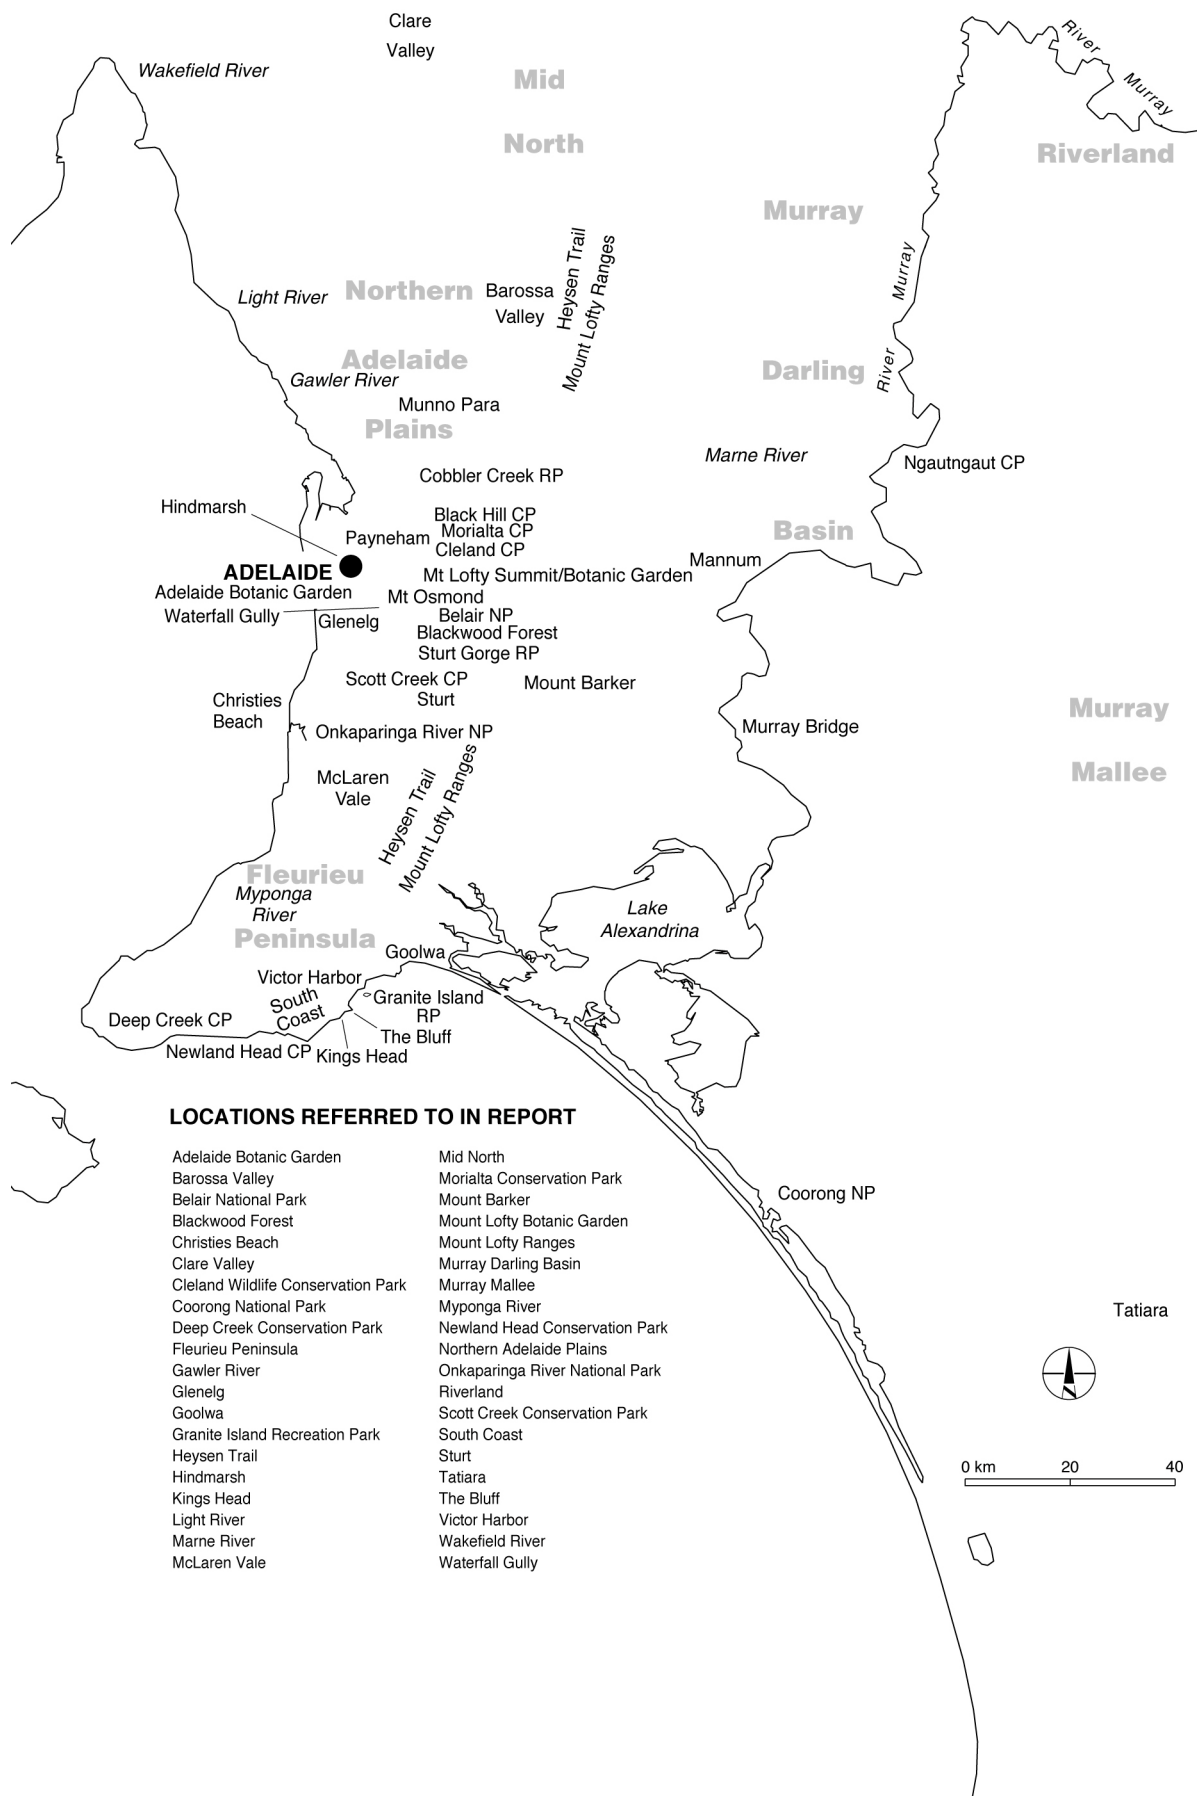 Clare
Valley
Wakefield River
Mid
North
River
Murray
Riverland
Murray
Heysen Trail
Mount Lofty Ranges
Murray
River
Light River
Northern
Barossa
Valley
Adelaide
Darling
Gawler River
Munno Para
Plains
Marne River
Ngautngaut CP
Cobbler Creek RP
Hindmarsh
Black Hill CP
Payneham
Morialta CP
Basin
Cleland CP
Mannum
ADELAIDE
Mt Lofty Summit/Botanic Garden
Adelaide Botanic Garden
Mt Osmond
Waterfall Gully
Glenelg
Belair NP
Blackwood Forest
Sturt Gorge RP
Scott Creek CP
Mount Barker
Sturt
Christies
Beach
Murray
Onkaparinga River NP
Murray Bridge
Mallee
McLaren
Vale
Heysen Trail
Mount Lofty Ranges
Fleurieu
Myponga
River
Lake
Alexandrina
Peninsula
Goolwa
Victor Harbor
South
Coast
Granite Island
RP
Deep Creek CP
The Bluff
Newland Head CP
Kings Head
LOCATIONS REFERRED TO IN REPORT
Adelaide Botanic Garden
Barossa Valley
Belair National Park
Blackwood Forest
Christies Beach
Clare Valley
Cleland Wildlife Conservation Park
Coorong National Park
Deep Creek Conservation Park
Fleurieu Peninsula
Gawler River
Glenelg
Goolwa
Granite Island Recreation Park
Heysen Trail
Hindmarsh
Kings Head
Light River
Marne River
McLaren Vale
Mid North
Morialta Conservation Park
Mount Barker
Mount Lofty Botanic Garden
Mount Lofty Ranges
Murray Darling Basin
Murray Mallee
Myponga River
Newland Head Conservation Park
Northern Adelaide Plains
Onkaparinga River National Park
Riverland
Scott Creek Conservation Park
South Coast
Sturt
Tatiara
The Bluff
Victor Harbor
Wakefield River
Waterfall Gully
Coorong NP
Tatiara
N
0 km 20 40